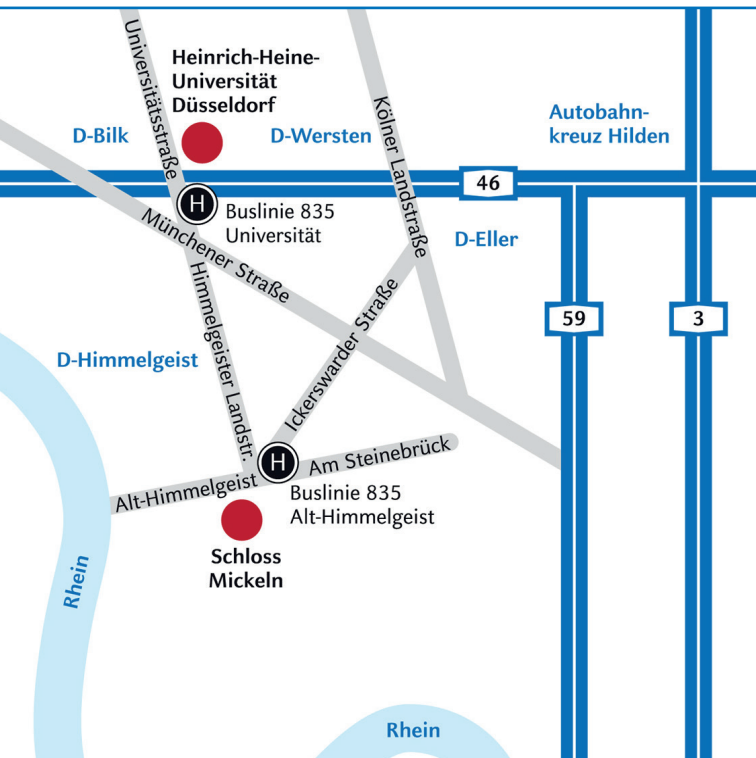 Universitätsstraße
Heinrich-Heine-
Universität
Düsseldorf
Kölner Landstraße
D-Bilk
D-Wersten
Autobahn-
kreuz Hilden
46
H
Buslinie 835
Universität
Münchener Straße
D-Eller
Himmelgeister Landstr.
Ickerswarder Straße
59
3
D-Himmelgeist
H
Am Steinebrück
Alt-Himmelgeist
Buslinie 835
Alt-Himmelgeist
Schloss
Mickeln
Rhein
Rhein